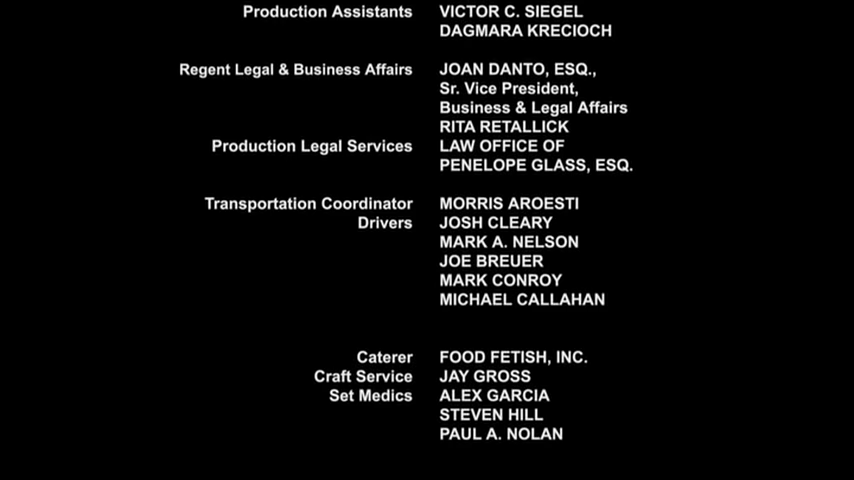 Production Assistants VICTOR C. SIEGEL
DAGMARA KRECIOCH
Regent Legal & Business Affairs JOAN DANTO, ESQ.,
Sr. Vice President,
Business & Legal Affairs
RITA RETALLICK
Production Legal Services LAW OFFICE OF
PENELOPE GLASS, ESQ.
Transportation Coordinator MORRIS AROESTI
Drivers JOSH CLEARY
MARK A. NELSON
JOE BREUER
MARK CONROY
MICHAEL CALLAHAN
Caterer FOOD FETISH, INC.
Craft Service JAY GROSS
Set Medics ALEX GARCIA
STEVEN HILL
PAUL A. NOLAN